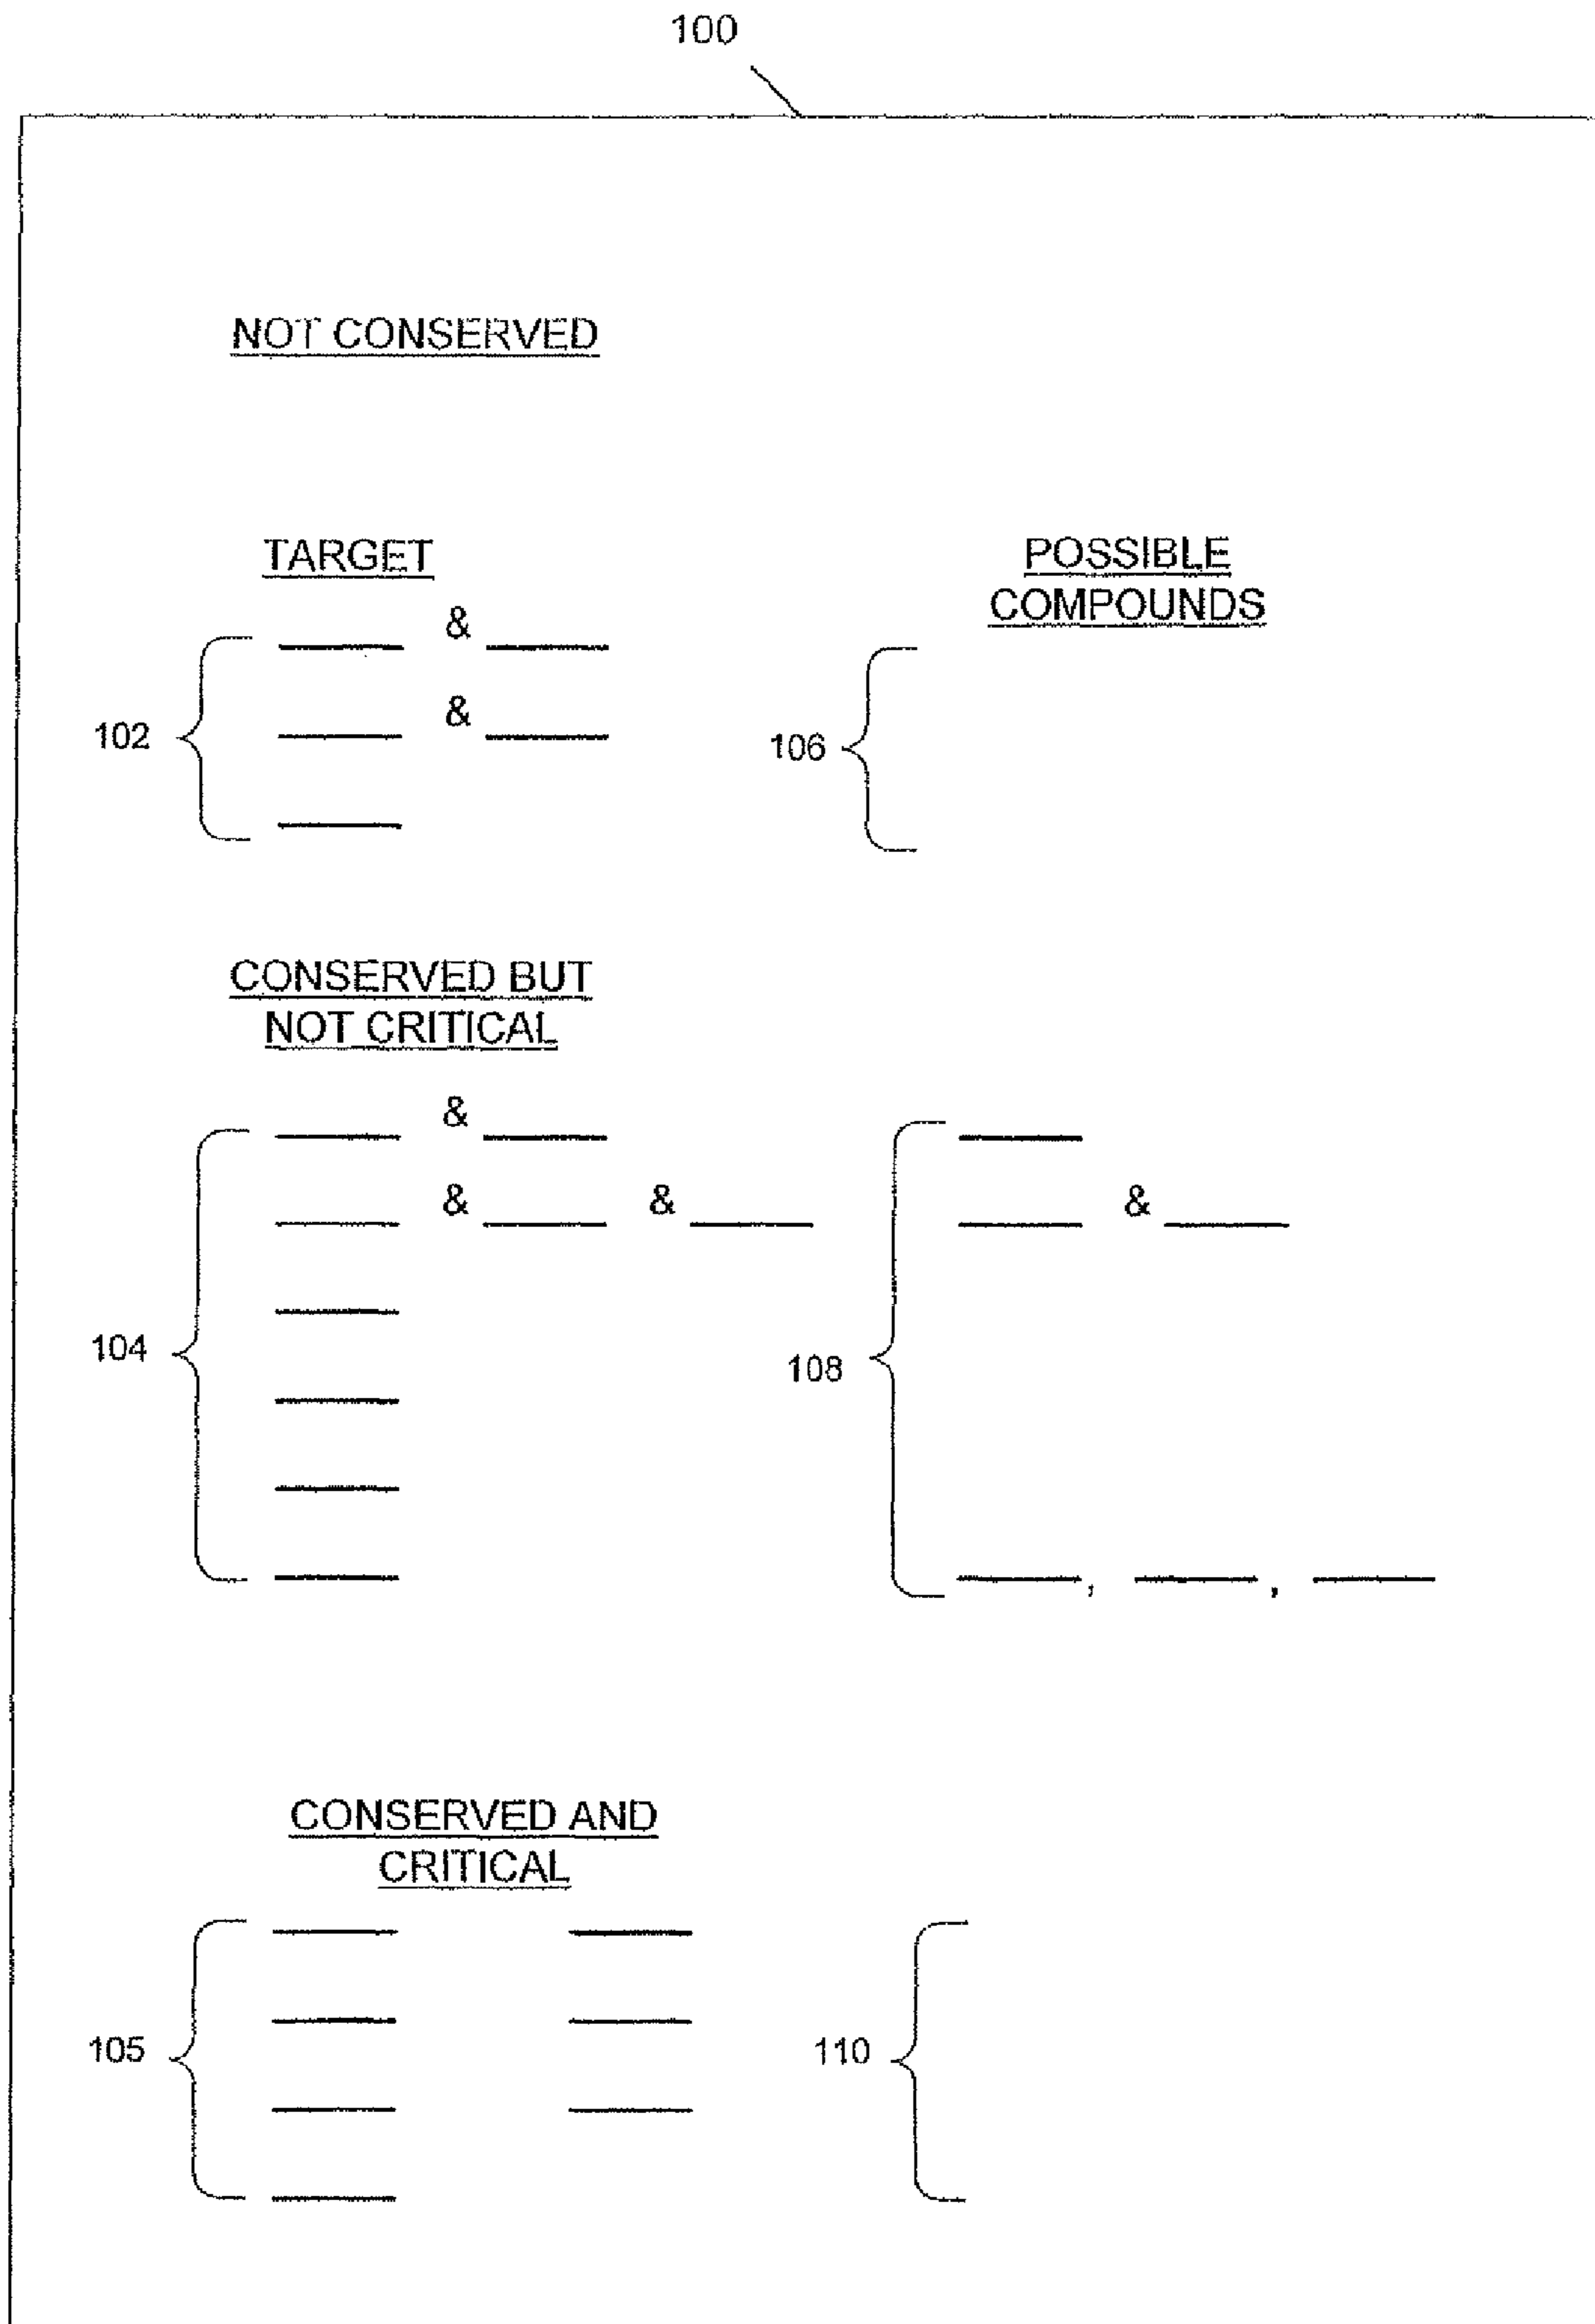 100
NOT CONSERVED
TARGET
POSSIBLE
COMPOUNDS
&
&
102
106
CONSERVED BUT
NOT CRITICAL
&
& & &
104
108
, ,
CONSERVED AND
CRITICAL
105
110